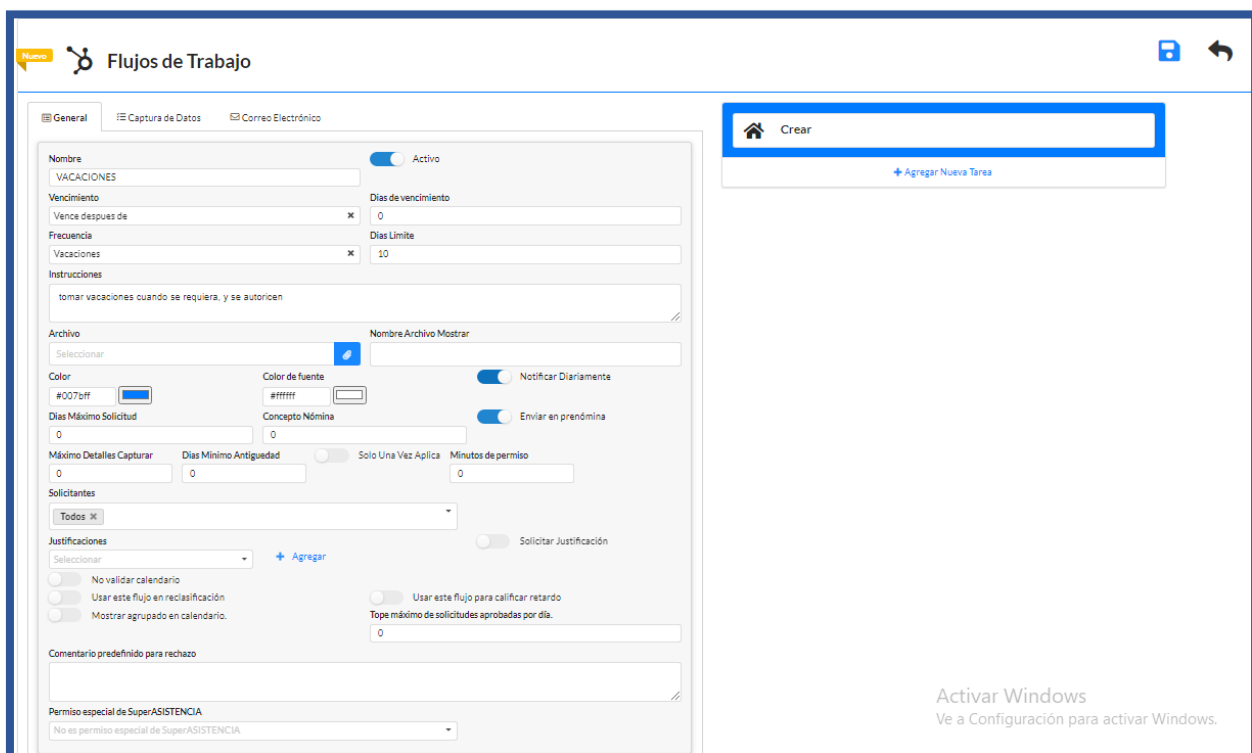 Nuevo
Flujos de Trabajo
General
Captura de Datos
Correo Electrónico
Crear
Agregar Nueva Tarea
Nombre
Activo
VACACIONES
Vencimiento
Dias de vencimiento
Vence despues de
0
Frecuencia
Dias Limite
Vacaciones
10
Instrucciones
tomar vacaciones cuando se requiera, y se autoricen
Archivo
Nombre Archivo Mostrar
Seleccionar
Color
Color de fuente
Notificar Diariamente
#007bff
#ffffff
Dias Máximo Solicitud
Concepto Nómina
Enviar en prenómina
0
0
Máximo Detalles Capturar
Dias Minimo Antiguedad
Solo Una Vez Aplica
Minutos de permiso
0
0
0
Solicitantes
Todos
Justificaciones
Solicitar Justificación
Seleccionar
Agregar
No validar calendario
Usar este flujo en reclasificación
Usar este flujo para calificar retardo
Mostrar agrupado en calendario.
Tope máximo de solicitudes aprobadas por día.
0
Comentario predefinido para rechazo
Permiso especial de SuperASISTENCIA
No es permiso especial de SuperASISTENCIA
Activar Windows
Ve a Configuración para activar Windows.